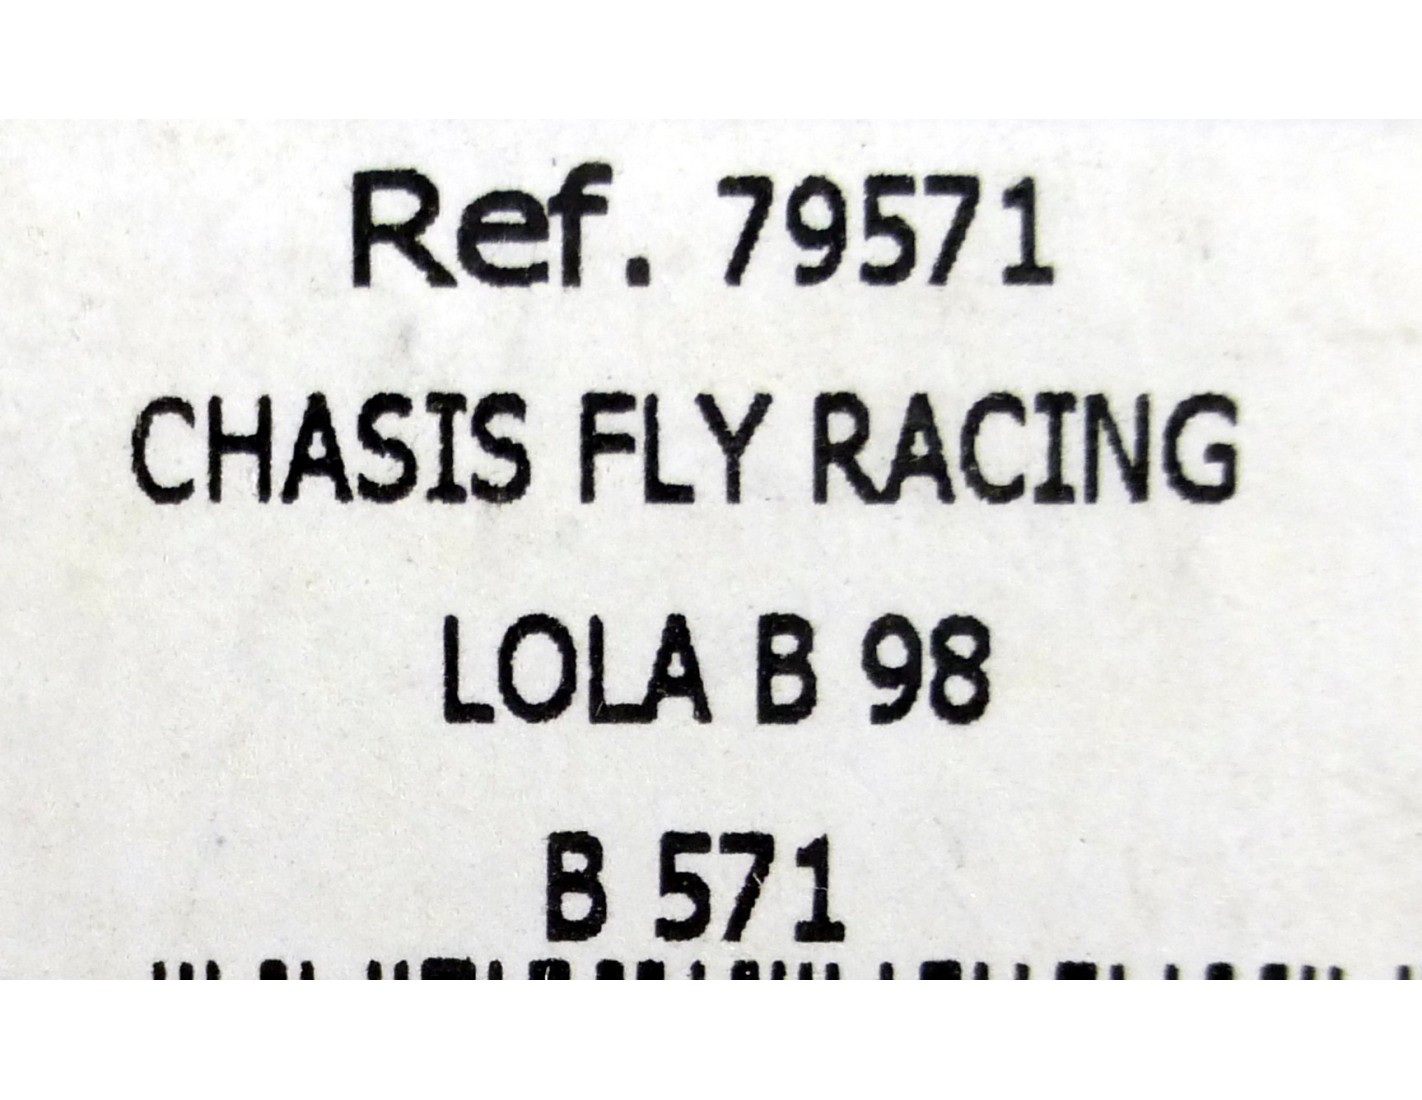 Ref. 79571
CHASIS FLY RACING
LOLA B 98
B 571